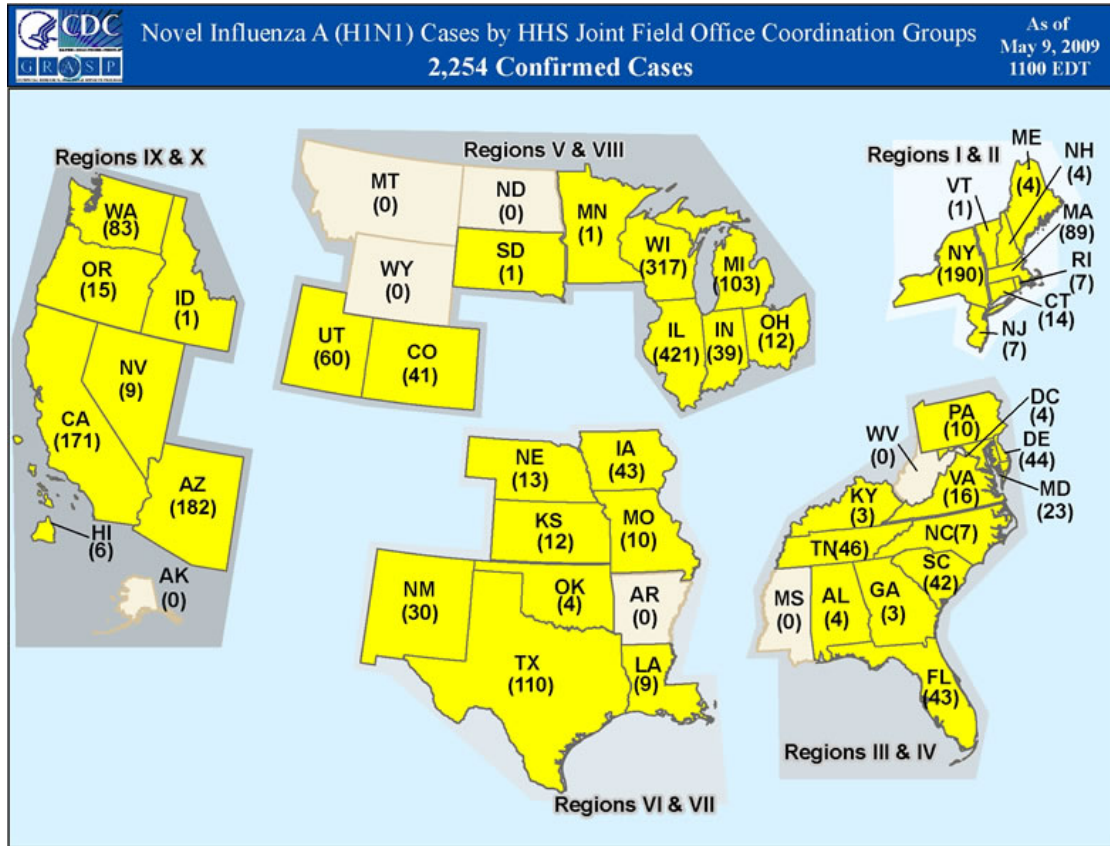 CDC
GRASP
Novel Influenza A (H1N1) Cases by HHS Joint Field Office Coordination Groups
2,254 Confirmed Cases
As of
May 9, 2009
1100 EDT
Regions IX & X
WA
(83)
OR
(15)
ID
(1)
NV
(9)
CA
(171)
AZ
(182)
HI
(6)
AK
(0)
Regions V & VIII
MT
(0)
ND
(0)
MN
(1)
WY
(0)
SD
(1)
WI
(317)
MI
(103)
UT
(60)
CO
(41)
IL
(421)
IN
(39)
OH
(12)
Regions I & II
ME
(4)
NH
(4)
VT
(1)
MA
(89)
NY
(190)
RI
(7)
CT
(14)
NJ
(7)
NE
(13)
IA
(43)
KS
(12)
MO
(10)
NM
(30)
OK
(4)
AR
(0)
TX
(110)
LA
(9)
Regions VI & VII
PA
(10)
DC
(4)
WV
(0)
DE
(44)
VA
(16)
MD
(23)
KY
(3)
TN(46)
NC(7)
SC
(42)
MS
(0)
AL
(4)
GA
(3)
FL
(43)
Regions III & IV